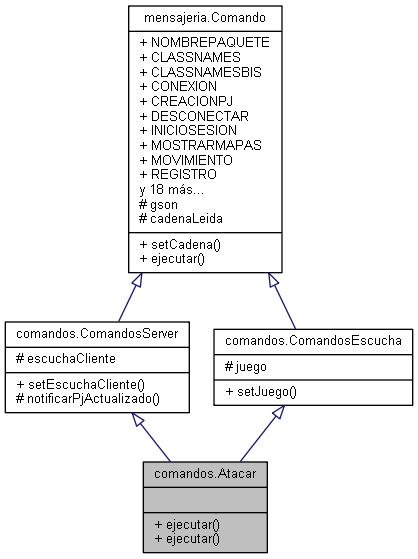 mensajeria.Comando
+ NOMBREPAQUETE
+ CLASSNAMES
+ CLASSNAMESBIS
+ CONEXION
+ CREACIONPJ
+ DESCONECTAR
+ INICIOSESION
+ MOSTRARMAPAS
+ MOVIMIENTO
+ REGISTRO
y 18 más...
# gson
# cadenaLeida
+ setCadena()
+ ejecutar()
comandos.ComandosServer
# escuchaCliente
+ setEscuchaCliente()
# notificarPjActualizado()
comandos.ComandosEscucha
# juego
+ setJuego()
comandos.Atacar
+ ejecutar()
+ ejecutar()